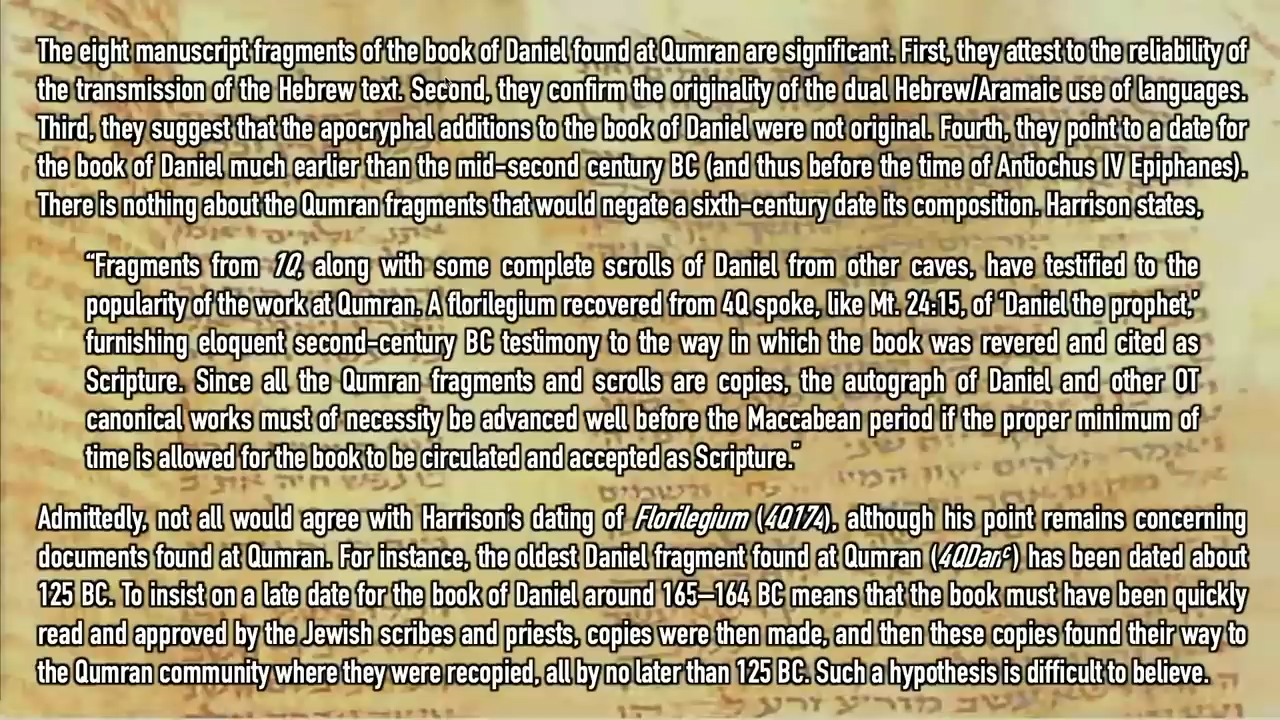 The eight manuscript fragments of the book of Daniel found at Qumran are significant. First, they attest to the reliability of
the transmission of the Hebrew text. Second, they confirm the originality of the dual Hebrew/Aramaic use of languages.
Third, they suggest that the apocryphal additions to the book of Daniel were not original. Fourth, they point to a date for
the book of Daniel much earlier than the mid-second century BC (and thus before the time of Antiochus IV Epiphanes).
There is nothing about the Qumran fragments that would negate a sixth-century date its composition. Harrison states,
“Fragments from 1Q, along with some complete scrolls of Daniel from other caves, have testified to the
popularity of the work at Qumran. A florilegium recovered from 4Q spoke, like Mt. 24:15, of ‘Daniel the prophet,’
furnishing eloquent second-century BC testimony to the way in which the book was revered and cited as
Scripture. Since all the Qumran fragments and scrolls are copies, the autograph of Daniel and other OT
canonical works must of necessity be advanced well before the Maccabean period if the proper minimum of
time is allowed for the book to be circulated and accepted as Scripture.”
Admittedly, not all would agree with Harrison’s dating of Florilegium (4Q174), although his point remains concerning
documents found at Qumran. For instance, the oldest Daniel fragment found at Qumran (4QDanᶜ) has been dated about
125 BC. To insist on a late date for the book of Daniel around 165–164 BC means that the book must have been quickly
read and approved by the Jewish scribes and priests, copies were then made, and then these copies found their way to
the Qumran community where they were recopied, all by no later than 125 BC. Such a hypothesis is difficult to believe.